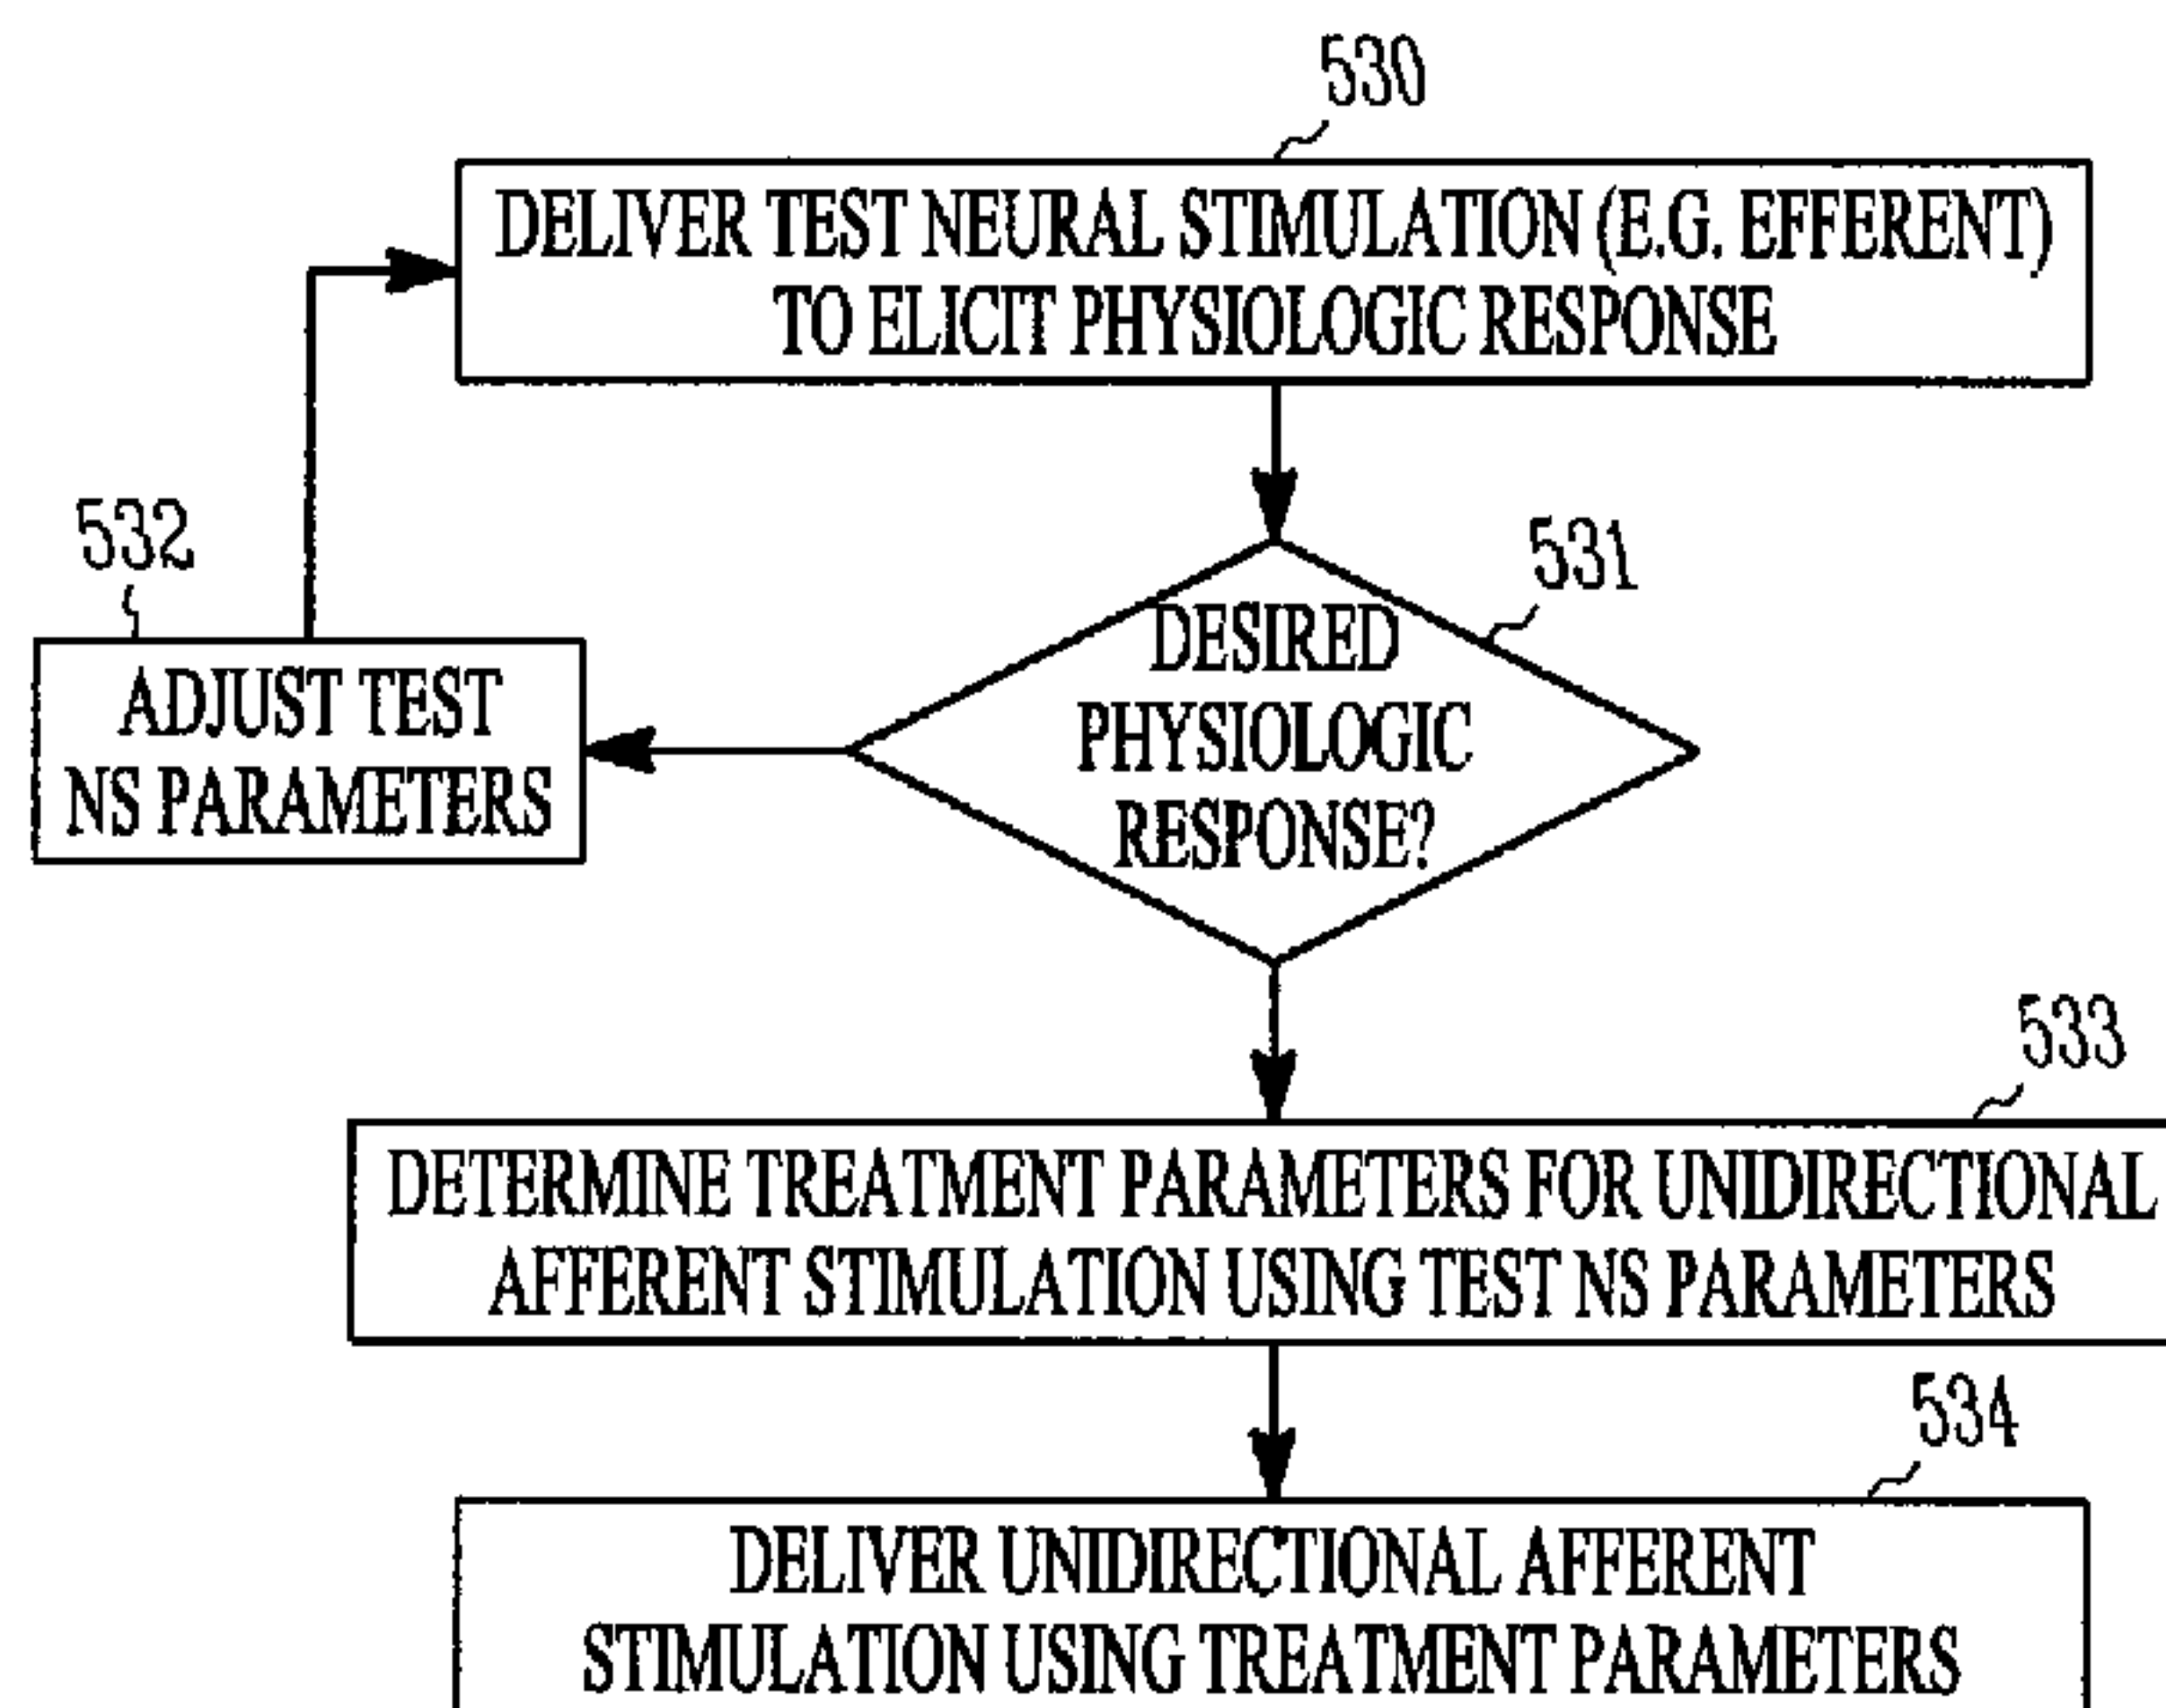 530
DELIVER TEST NEURAL STIMULATION (E.G. EFFERENT)
TO ELICIT PHYSIOLOGIC RESPONSE
532
531
DESIRED
PHYSIOLOGIC
RESPONSE?
ADJUST TEST
NS PARAMETERS
533
DETERMINE TREATMENT PARAMETERS FOR UNIDIRECTIONAL
AFFERENT STIMULATION USING TEST NS PARAMETERS
534
DELIVER UNIDIRECTIONAL AFFERENT
STIMULATION USING TREATMENT PARAMETERS